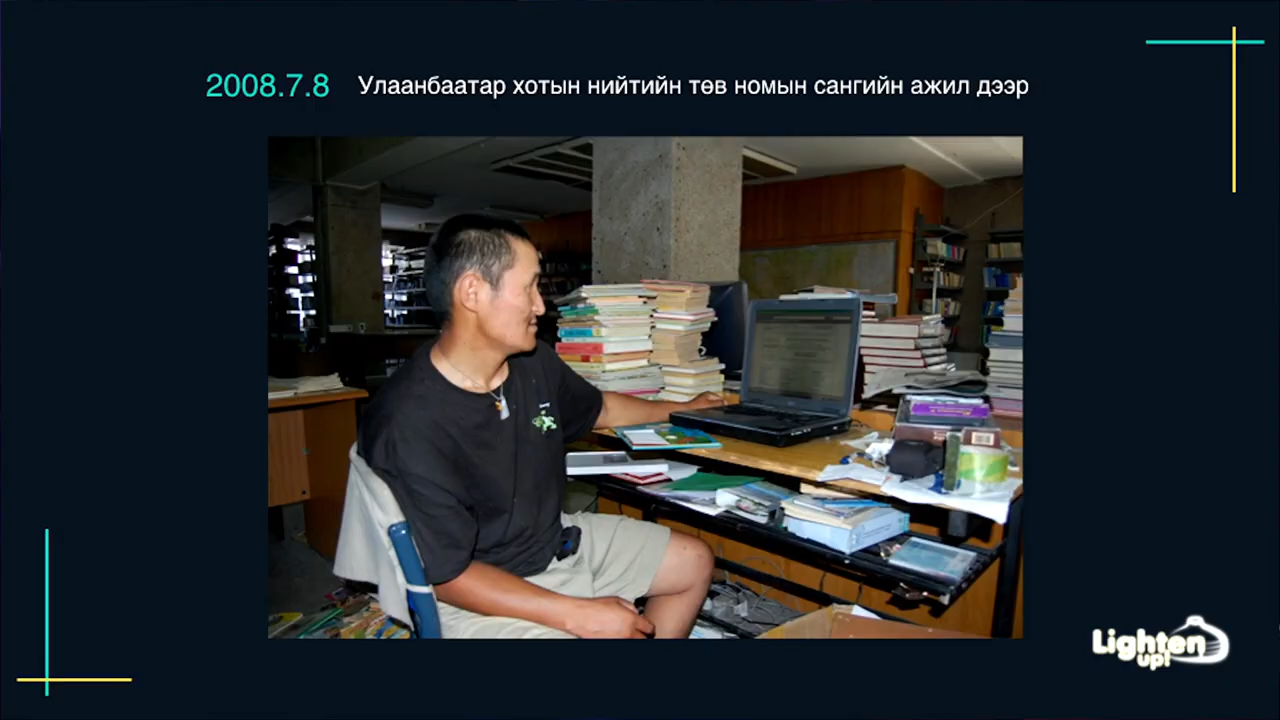 2008.7.8 Улаанбаатар хотын нийтийн төв номын сангийн ажил дээр
Lighten
up!